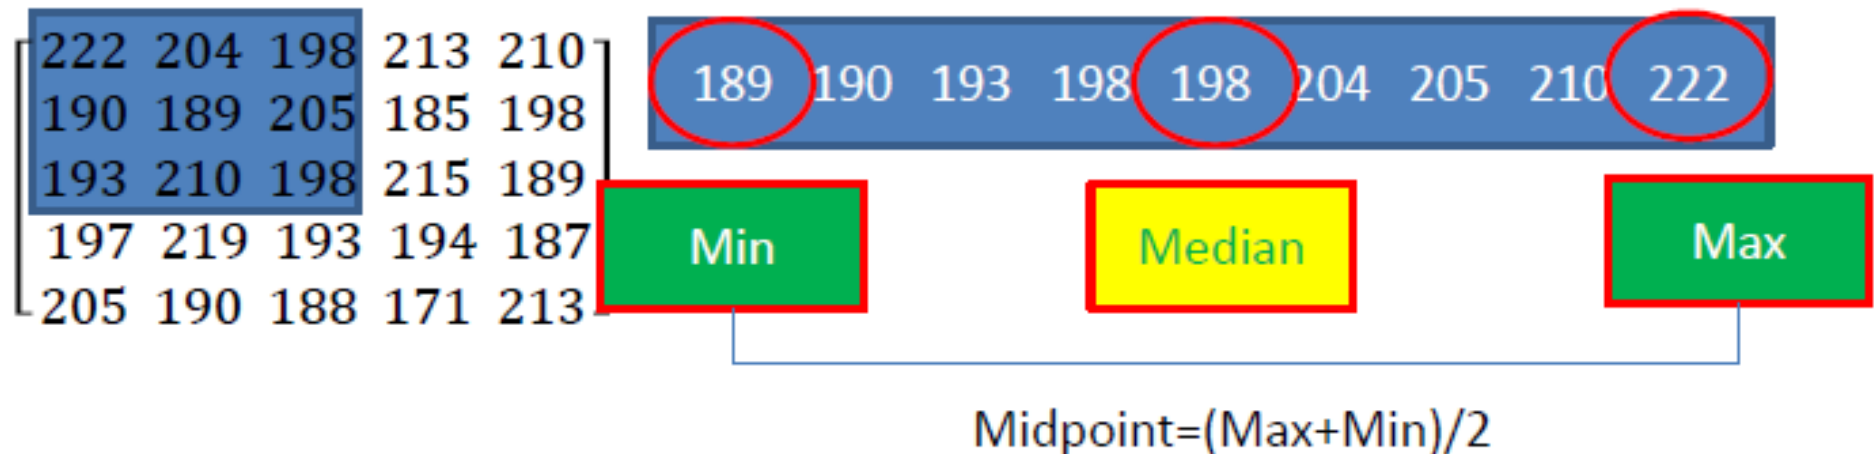 222 204 198 213 210
190 189 205 185 198
193 210 198 215 189
197 219 193 194 187
205 190 188 171 213
189 190 193 198 198 204 205 210 222
Min Median Max
Midpoint=(Max+Min)/2